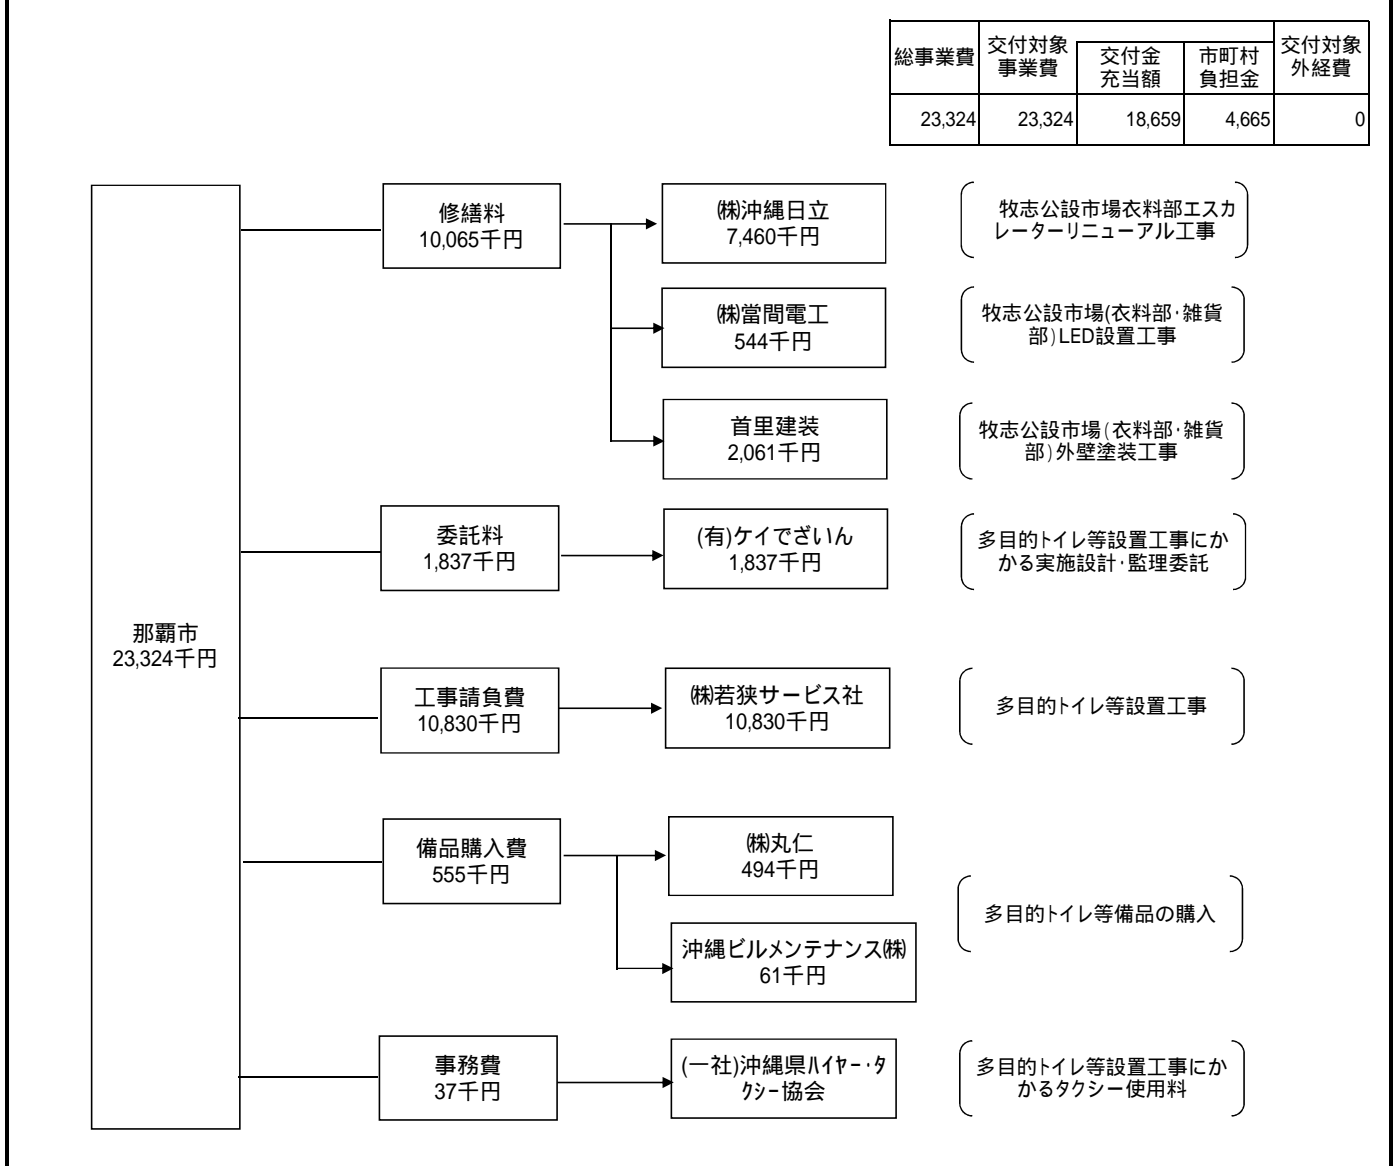 総事業費
交付対象
事業費
交付金
充当額
市町村
負担金
交付対象
外経費
23,324
23,324
18,659
4,665
0
那覇市
23,324千円
修繕料
10,065千円
㈱沖縄日立
7,460千円
牧志公設市場衣料部エスカ
レーターリニューアル工事
㈱當間電工
544千円
牧志公設市場(衣料部･雑貨
部)LED設置工事
首里建装
2,061千円
牧志公設市場(衣料部･雑貨
部)外壁塗装工事
委託料
1,837千円
(有)ケイでざいん
1,837千円
多目的ﾄイレ等設置工事にか
かる実施設計･監理委託
工事請負費
10,830千円
㈱若狭サービス社
10,830千円
多目的ﾄイレ等設置工事
備品購入費
555千円
㈱丸仁
494千円
沖縄ビルメンテナンス㈱
61千円
多目的ﾄイレ等備品の購入
事務費
37千円
(一社)沖縄県ﾊｲﾔｰ･ﾀ
ｸｼｰ協会
多目的ﾄイレ等設置工事にか
かるﾀクシー使用料